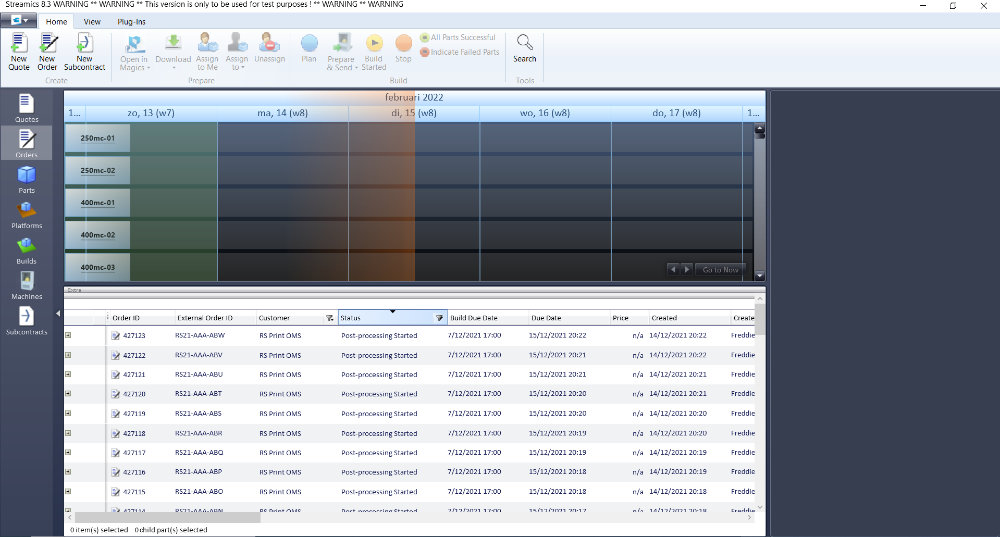 Streamics 8.3 WARNING ** WARNING ** This version is only to be used for test purposes ! ** WARNING ** WARNING
Home View Plug-Ins
New Quote
New Order
New Subcontract
Create
Open in Magics
Download
Assign to Me
Assign to
Unassign
Prepare
Plan
Prepare & Send
Build Started
Stop
All Parts Successful
Indicate Failed Parts
Build
Search
Tools
Quotes
Orders
Parts
Platforms
Builds
Machines
Subcontracts
februari 2022
1... zo, 13 (w7) ma, 14 (w8) di, 15 (w8) wo, 16 (w8) do, 17 (w8) 1...
250mc-01
250mc-02
400mc-01
400mc-02
400mc-03
Go to Now
Extra
Order ID External Order ID Customer Status Build Due Date Due Date Price Created Create
427123 RS21-AAA-ABW RS Print OMS Post-processing Started 7/12/2021 17:00 15/12/2021 20:22 n/a 14/12/2021 20:22 Freddie
427122 RS21-AAA-ABV RS Print OMS Post-processing Started 7/12/2021 17:00 15/12/2021 20:21 n/a 14/12/2021 20:22 Freddie
427121 RS21-AAA-ABU RS Print OMS Post-processing Started 7/12/2021 17:00 15/12/2021 20:21 n/a 14/12/2021 20:21 Freddie
427120 RS21-AAA-ABT RS Print OMS Post-processing Started 7/12/2021 17:00 15/12/2021 20:20 n/a 14/12/2021 20:21 Freddie
427119 RS21-AAA-ABS RS Print OMS Post-processing Started 7/12/2021 17:00 15/12/2021 20:20 n/a 14/12/2021 20:20 Freddie
427118 RS21-AAA-ABR RS Print OMS Post-processing Started 7/12/2021 17:00 15/12/2021 20:19 n/a 14/12/2021 20:20 Freddie
427117 RS21-AAA-ABQ RS Print OMS Post-processing Started 7/12/2021 17:00 15/12/2021 20:19 n/a 14/12/2021 20:19 Freddie
427116 RS21-AAA-ABP RS Print OMS Post-processing Started 7/12/2021 17:00 15/12/2021 20:18 n/a 14/12/2021 20:19 Freddie
427115 RS21-AAA-ABO RS Print OMS Post-processing Started 7/12/2021 17:00 15/12/2021 20:18 n/a 14/12/2021 20:18 Freddie
427114 RS21-AAA-ABN RS Print OMS Post-processing Started 7/12/2021 17:00 15/12/2021 20:17 n/a 14/12/2021 20:18 Freddie
0 item(s) selected 0 child part(s) selected